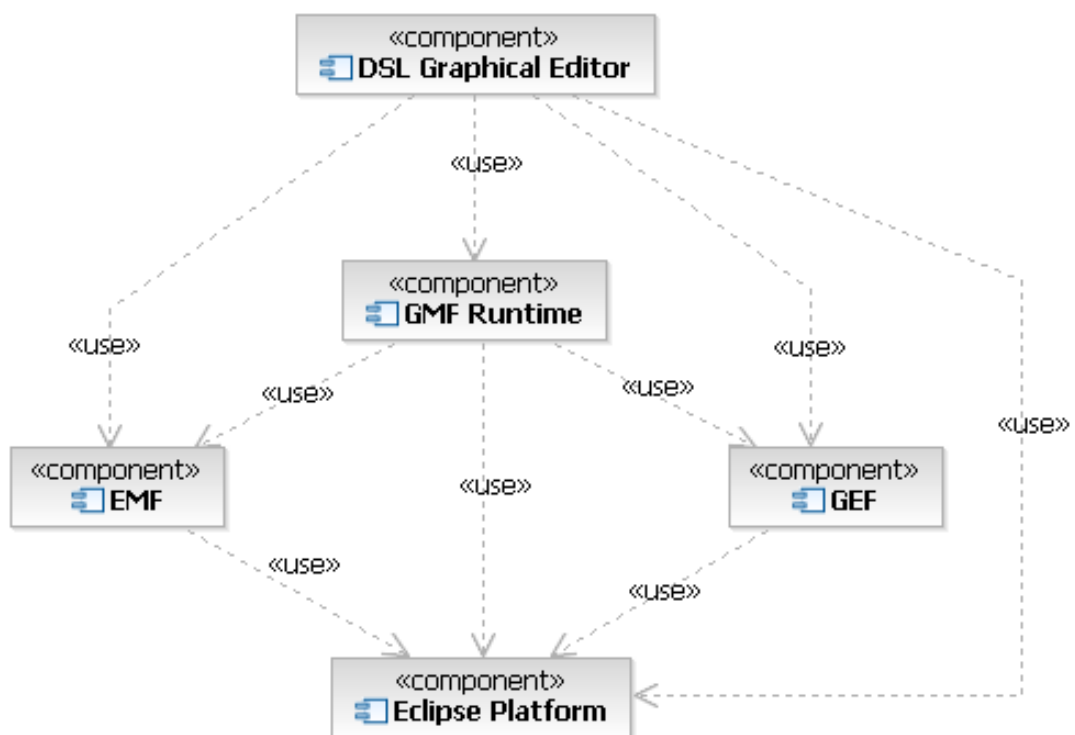 «component»
DSL Graphical Editor
«use»
«component»
GMF Runtime
«use»
«use»
«use»
«use»
«use»
«component»
EMF
«use»
«component»
GEF
«use»
«use»
«component»
Eclipse Platform